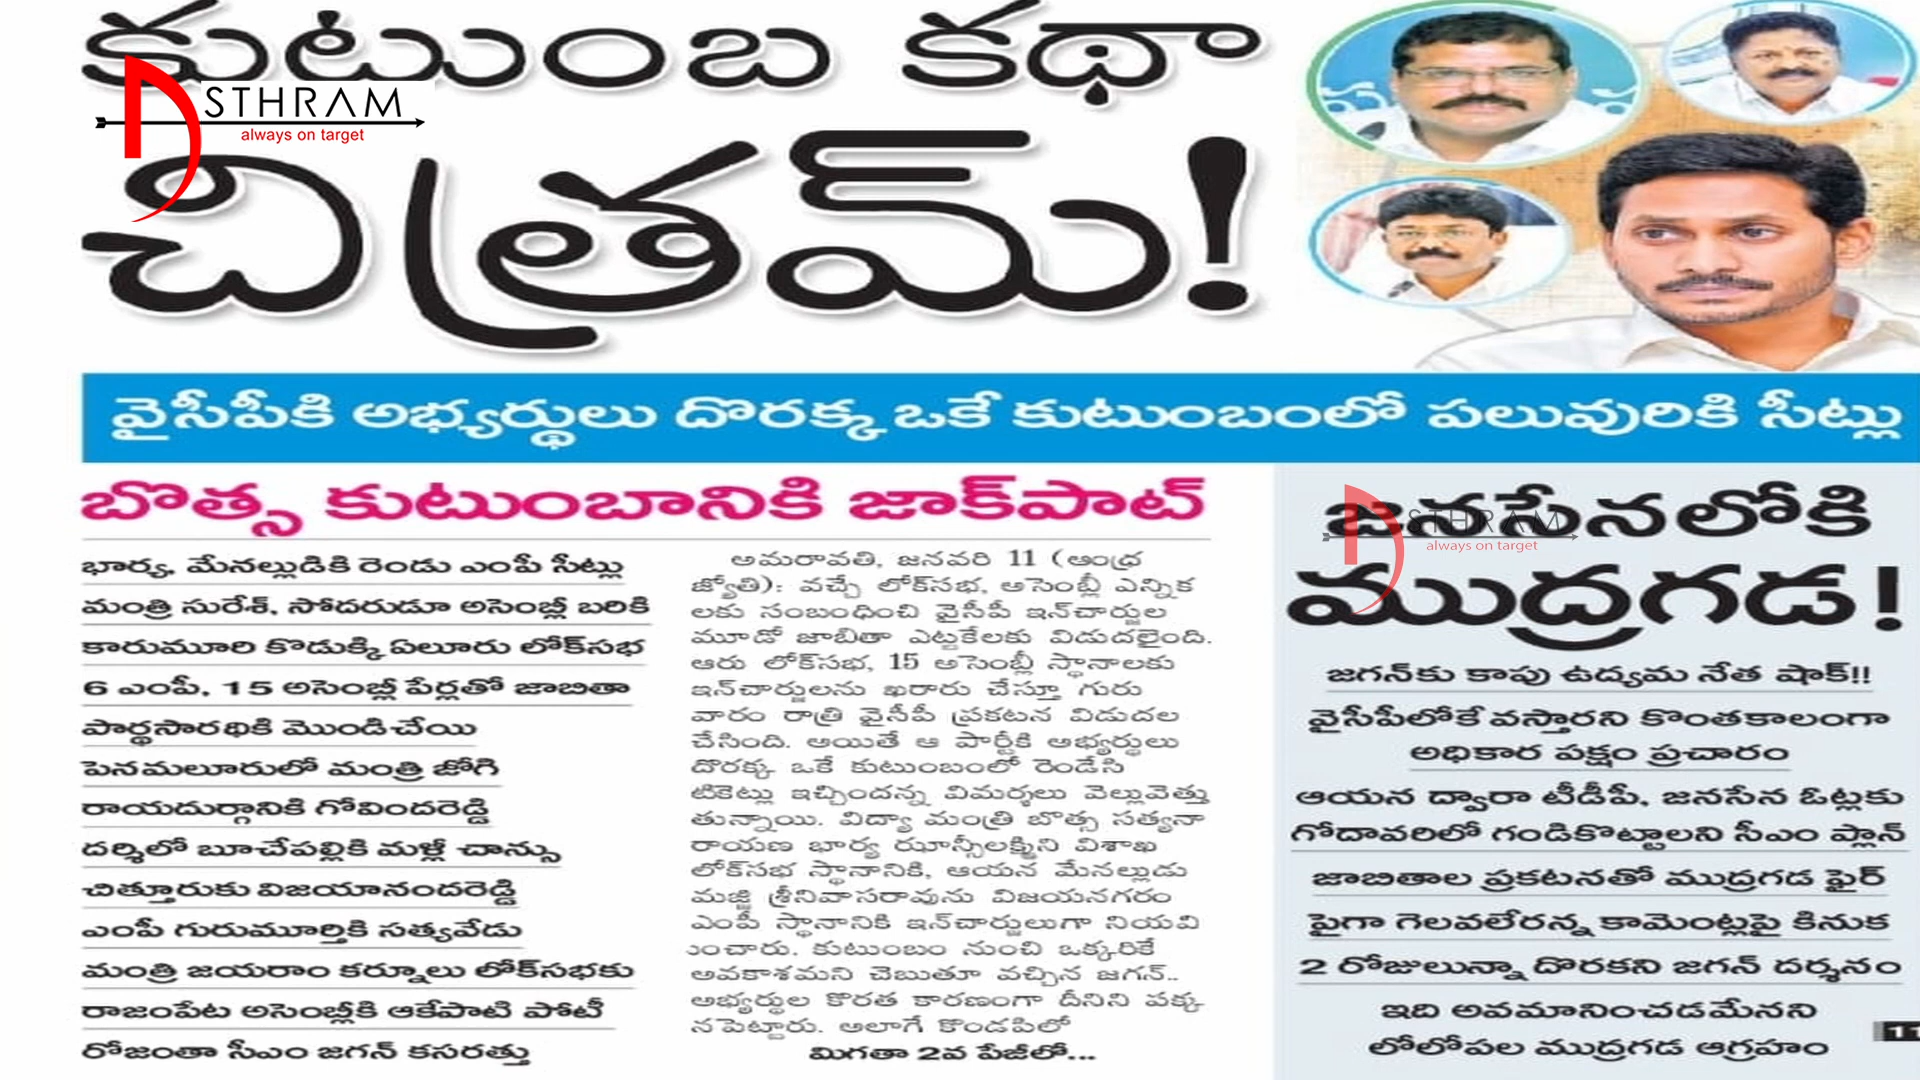 కుటుంబ కథా
చిత్రమ్!
ASTHRAM
always on target
వైసీపీకి అభ్యర్థులు దొరక్క ఒకే కుటుంబంలో పలువురికి సీట్లు
బొత్స కుటుంబానికి జాక్‌పాట్
భార్య, మేనల్లుడికి రెండు ఎంపీ సీట్లు
మంత్రి సురేశ్, సోదరుడూ అసెంబ్లీ బరికి
కారుమూరి కొడుక్కి ఏలూరు లోక్‌సభ
6 ఎంపీ, 15 అసెంబ్లీ పేర్లతో జాబితా
పార్థసారథికి మొండిచేయి
పెనమలూరులో మంత్రి జోగి
రాయదుర్గానికి గోవిందరెడ్డి
దర్శిలో బూచేపల్లికి మళ్లీ చాన్సు
చిత్తూరుకు విజయానందరెడ్డి
ఎంపీ గురుమూర్తికి సత్యవేడు
మంత్రి జయరాం కర్నూలు లోక్‌సభకు
రాజంపేట అసెంబ్లీకి ఆకేపాటి పోటీ
రోజంతా సీఎం జగన్ కసరత్తు
అమరావతి, జనవరి 11 (ఆంధ్ర
జ్యోతి): వచ్చే లోక్‌సభ, అసెంబ్లీ ఎన్నిక
లకు సంబంధించి వైసీపీ ఇన్‌చార్జుల
మూడో జాబితా ఎట్టకేలకు విడుదలైంది.
ఆరు లోక్‌సభ, 15 అసెంబ్లీ స్థానాలకు
ఇన్‌చార్జులను ఖరారు చేస్తూ గురు
వారం రాత్రి వైసీపీ ప్రకటన విడుదల
చేసింది. అయితే ఆ పార్టీకి అభ్యర్థులు
దొరక్క ఒకే కుటుంబంలో రెండేసి
టికెట్లు ఇచ్చిందన్న విమర్శలు వెల్లువెత్తు
తున్నాయి. విద్యా మంత్రి బొత్స సత్యనా
రాయణ భార్య ఝాన్సీలక్ష్మిని విశాఖ
లోక్‌సభ స్థానానికి, ఆయన మేనల్లుడు
మజ్జి శ్రీనివాసరావును విజయనగరం
ఎంపీ స్థానానికి ఇన్‌చార్జులుగా నియమి
ంచారు. కుటుంబం నుంచి ఒక్కరికే
అవకాశమని చెబుతూ వచ్చిన జగన్..
అభ్యర్థుల కొరత కారణంగా దీనిని పక్క
నపెట్టారు. అలాగే కొండపిలో
మిగతా 2వ పేజీలో...
జనసేనలోకి
ముద్రగడ!
ASTHRAM
always on target
జగన్‌కు కాపు ఉద్యమ నేత షాక్!!
వైసీపీలోకే వస్తారని కొంతకాలంగా
అధికార పక్షం ప్రచారం
ఆయన ద్వారా టీడీపీ, జనసేన ఓట్లకు
గోదావరిలో గండికొట్టాలని సీఎం ప్లాన్
జాబితాల ప్రకటనతో ముద్రగడ ఫైర్
పైగా గెలవలేరన్న కామెంట్లపై కినుక
2 రోజులున్నా దొరకని జగన్ దర్శనం
ఇది అవమానించడమేనని
లోలోపల ముద్రగడ ఆగ్రహం
11